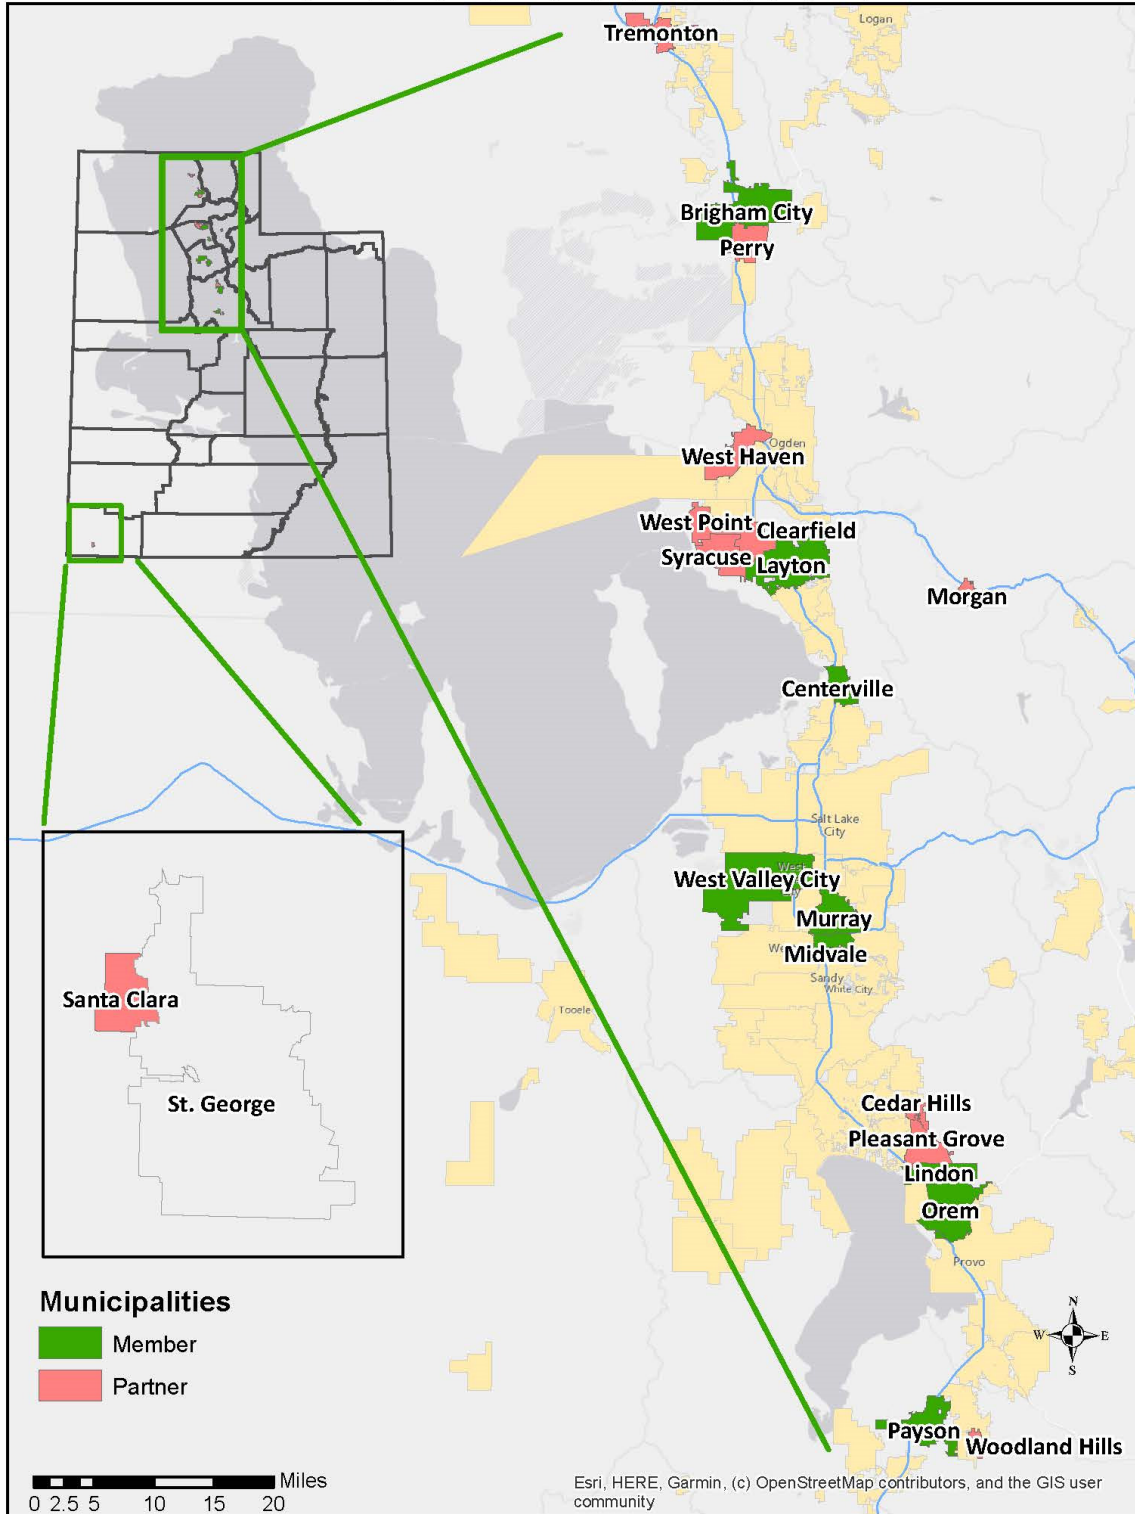 Logan
Tremonton
Brigham City
Perry
Ogden
West Haven
West Point
Clearfield
Syracuse
Layton
Morgan
Centerville
Salt Lake
City
West
West Valley City
Murray
Midvale
Sandy
White City
Tooele
Santa Clara
St. George
Cedar Hills
Pleasant Grove
Lindon
Orem
Provo
Payson
Woodland Hills
Municipalities
Member
Partner
N
W E
S
Miles
0 2.5 5 10 15 20
Esri, HERE, Garmin, (c) OpenStreetMap contributors, and the GIS user
community